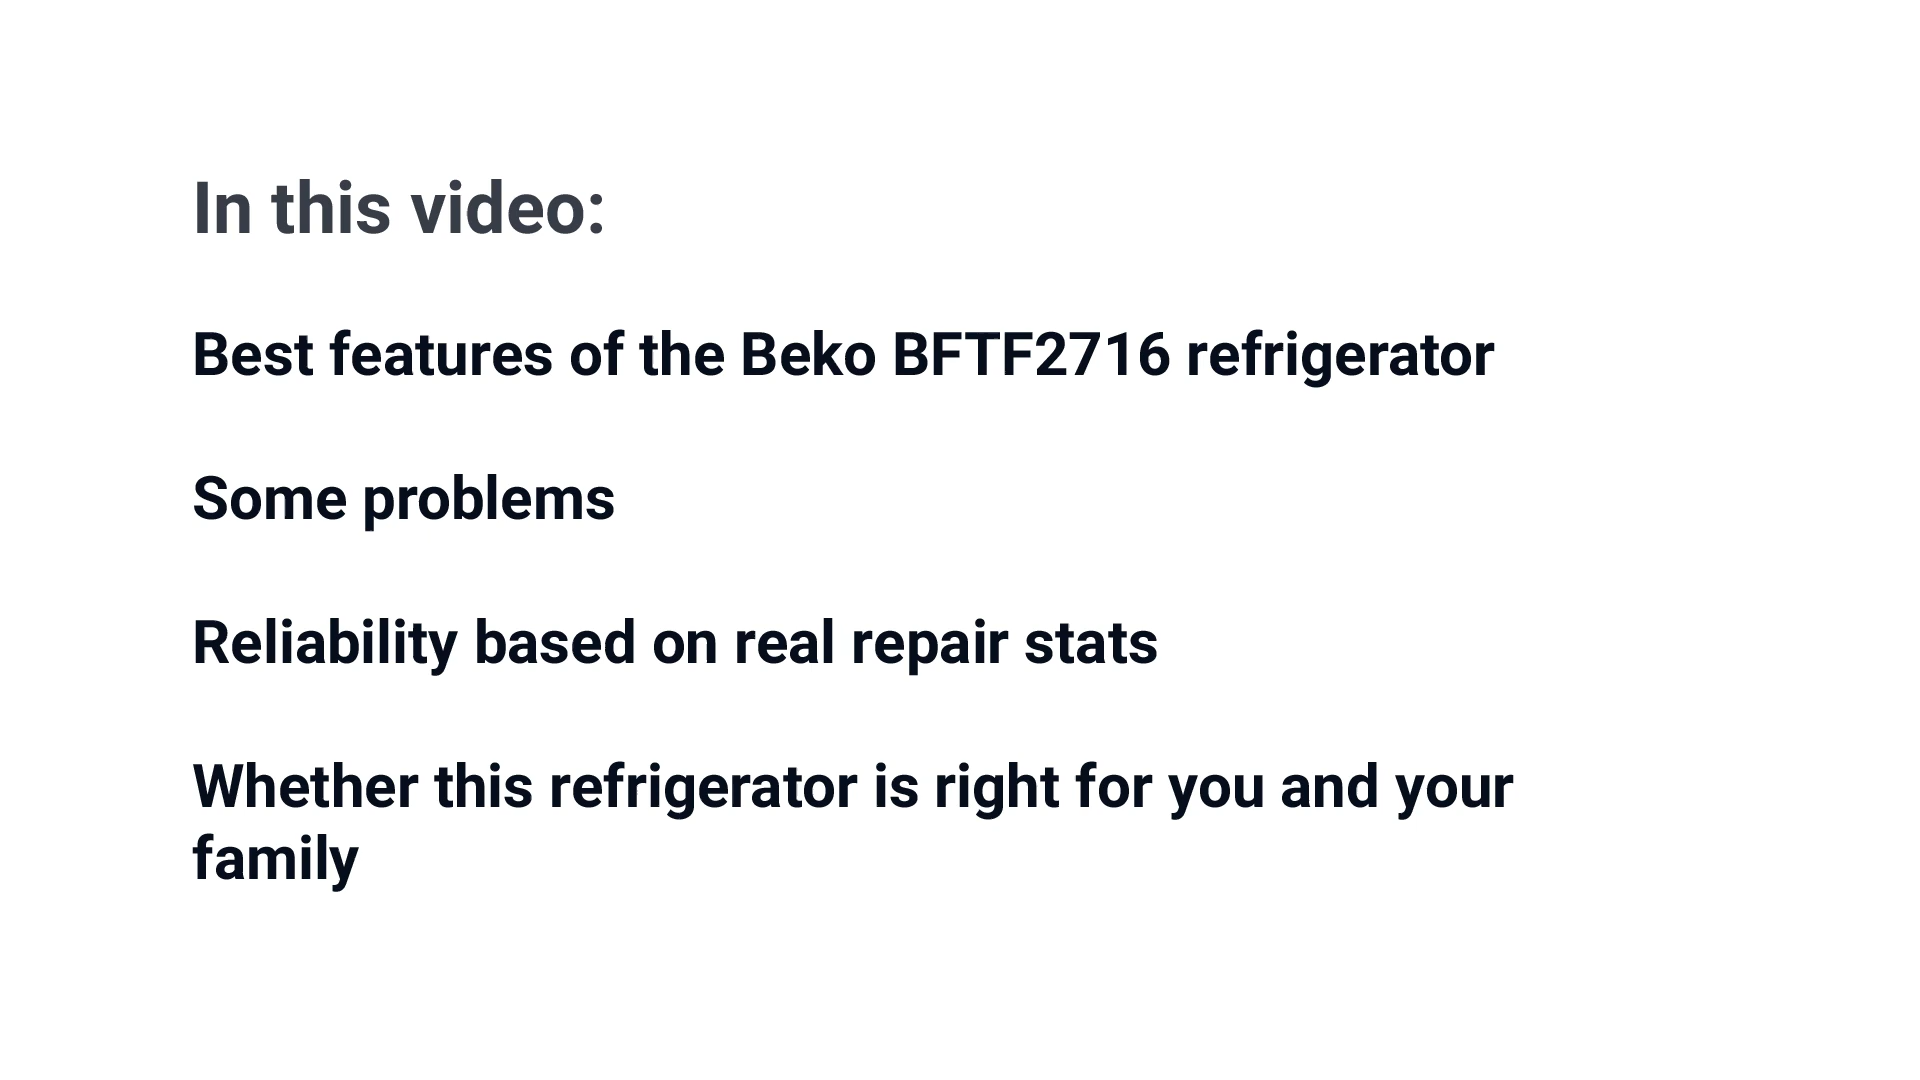 In this video:
Best features of the Beko BFTF2716 refrigerator
Some problems
Reliability based on real repair stats
Whether this refrigerator is right for you and your
family